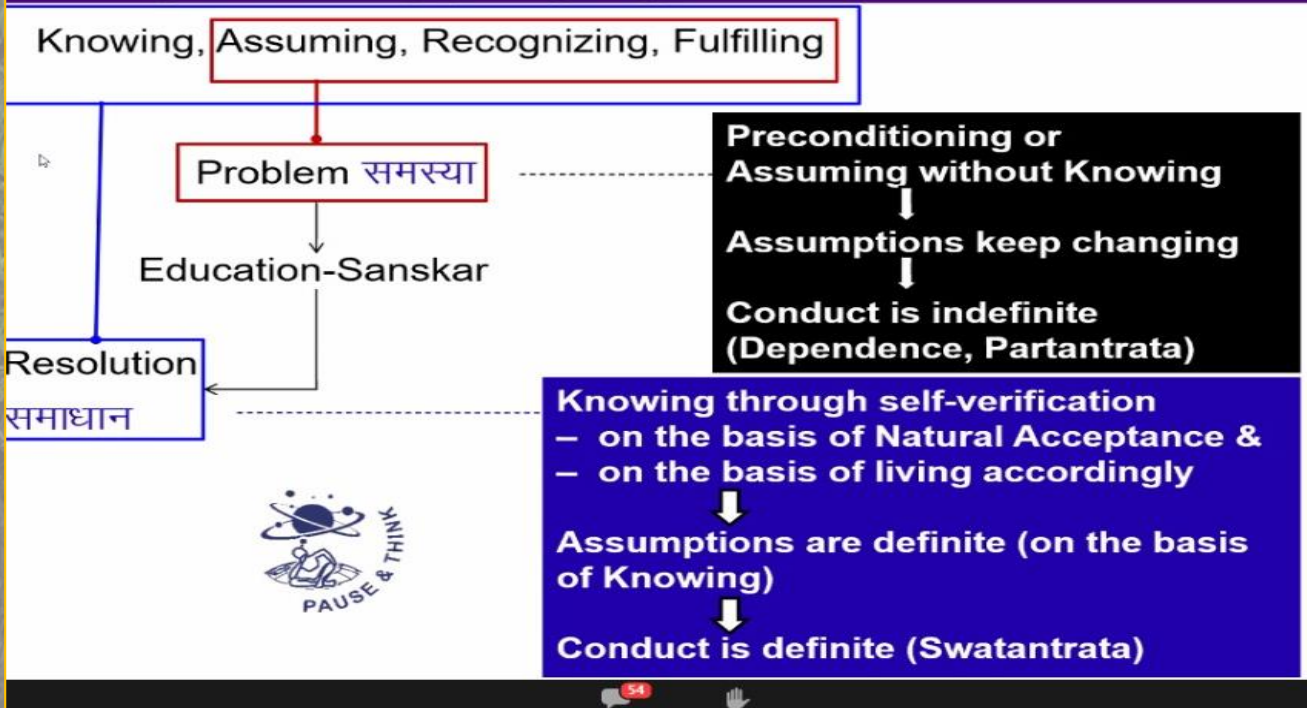 Knowing, Assuming, Recognizing, Fulfilling
Problem समस्या
Education-Sanskar
Resolution
समाधान
Preconditioning or
Assuming without Knowing
Assumptions keep changing
Conduct is indefinite
(Dependence, Partantrata)
Knowing through self-verification
– on the basis of Natural Acceptance &
– on the basis of living accordingly
Assumptions are definite (on the basis
of Knowing)
Conduct is definite (Swatantrata)
PAUSE & THINK
54